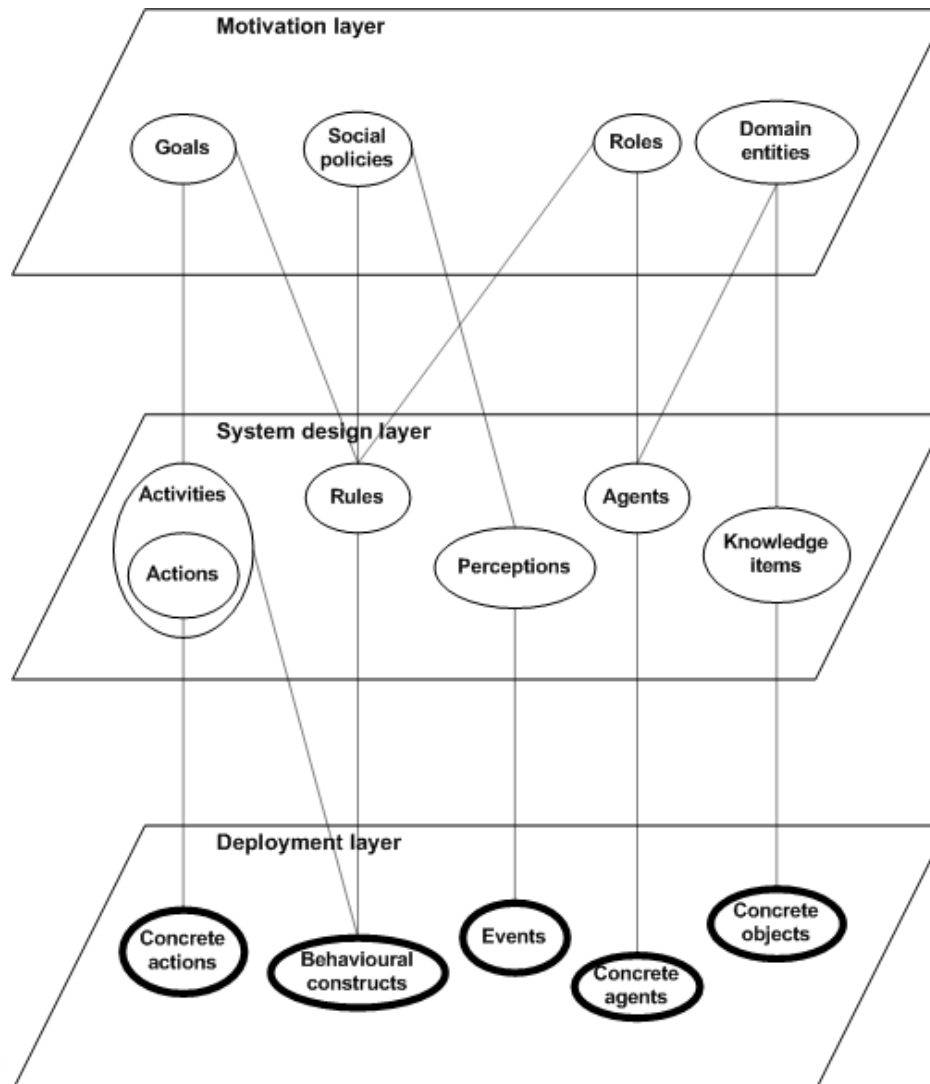 Motivation layer
Goals
Social
policies
Roles
Domain
entities
System design layer
Activities
Rules
Agents
Actions
Perceptions
Knowledge
items
Deployment layer
Concrete
actions
Behavioural
constructs
Events
Concrete
agents
Concrete
objects